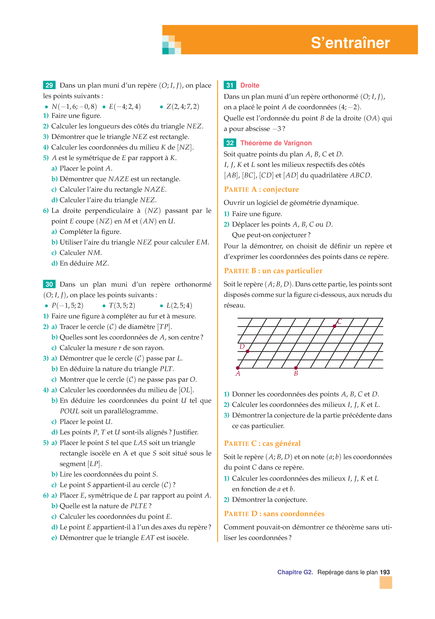 S'entraîner
29 Dans un plan muni d'un repère (O; I, J), on place
les points suivants :
• N(−1,6; −0,8) • E(−4; 2,4) • Z(2,4; 7,2)
1) Faire une figure.
2) Calculer les longueurs des côtés du triangle NEZ.
3) Démontrer que le triangle NEZ est rectangle.
4) Calculer les coordonnées du milieu K de [NZ].
5) A est le symétrique de E par rapport à K.
a) Placer le point A.
b) Démontrer que NAZE est un rectangle.
c) Calculer l'aire du rectangle NAZE.
d) Calculer l'aire du triangle NEZ.
6) La droite perpendiculaire à (NZ) passant par le
point E coupe (NZ) en M et (AN) en U.
a) Compléter la figure.
b) Utiliser l'aire du triangle NEZ pour calculer EM.
c) Calculer NM.
d) En déduire MZ.
30 Dans un plan muni d'un repère orthonormé
(O; I, J), on place les points suivants :
• P(−1,5; 2) • T(3,5; 2) • L(2,5; 4)
1) Faire une figure à compléter au fur et à mesure.
2) a) Tracer le cercle (C) de diamètre [TP].
b) Quelles sont les coordonnées de A, son centre ?
c) Calculer la mesure r de son rayon.
3) a) Démontrer que le cercle (C) passe par L.
b) En déduire la nature du triangle PLT.
c) Montrer que le cercle (C) ne passe pas par O.
4) a) Calculer les coordonnées du milieu de [OL].
b) En déduire les coordonnées du point U tel que
POUL soit un parallélogramme.
c) Placer le point U.
d) Les points P, T et U sont-ils alignés ? Justifier.
5) a) Placer le point S tel que LAS soit un triangle
rectangle isocèle en A et que S soit situé sous le
segment [LP].
b) Lire les coordonnées du point S.
c) Le point S appartient-il au cercle (C) ?
6) a) Placer E, symétrique de L par rapport au point A.
b) Quelle est la nature de PLTE ?
c) Calculer les coordonnées du point E.
d) Le point E appartient-il à l'un des axes du repère ?
e) Démontrer que le triangle EAT est isocèle.
31 Droite
Dans un plan muni d'un repère orthonormé (O; I, J),
on a placé le point A de coordonnées (4; −2).
Quelle est l'ordonnée du point B de la droite (OA) qui
a pour abscisse −3 ?
32 Théorème de Varignon
Soit quatre points du plan A, B, C et D.
I, J, K et L sont les milieux respectifs des côtés
[AB], [BC], [CD] et [AD] du quadrilatère ABCD.
PARTIE A : conjecture
Ouvrir un logiciel de géométrie dynamique.
1) Faire une figure.
2) Déplacer les points A, B, C ou D.
Que peut-on conjecturer ?
Pour la démontrer, on choisit de définir un repère et
d'exprimer les coordonnées des points dans ce repère.
PARTIE B : un cas particulier
Soit le repère (A; B, D). Dans cette partie, les points sont
disposés comme sur la figure ci-dessous, aux nœuds du
réseau.
C
D
A B
1) Donner les coordonnées des points A, B, C et D.
2) Calculer les coordonnées des milieux I, J, K et L.
3) Démontrer la conjecture de la partie précédente dans
ce cas particulier.
PARTIE C : cas général
Soit le repère (A; B, D) et on note (a; b) les coordonnées
du point C dans ce repère.
1) Calculer les coordonnées des milieux I, J, K et L
en fonction de a et b.
2) Démontrer la conjecture.
PARTIE D : sans coordonnées
Comment pouvait-on démontrer ce théorème sans uti-
liser les coordonnées ?
Chapitre G2. Repérage dans le plan 193